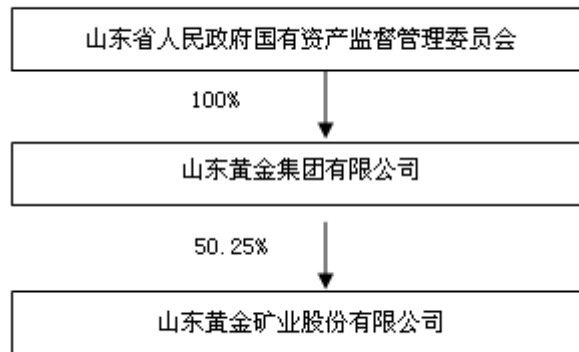 山东省人民政府国有资产监督管理委员会
100%
山东黄金集团有限公司
50.25%
山东黄金矿业股份有限公司